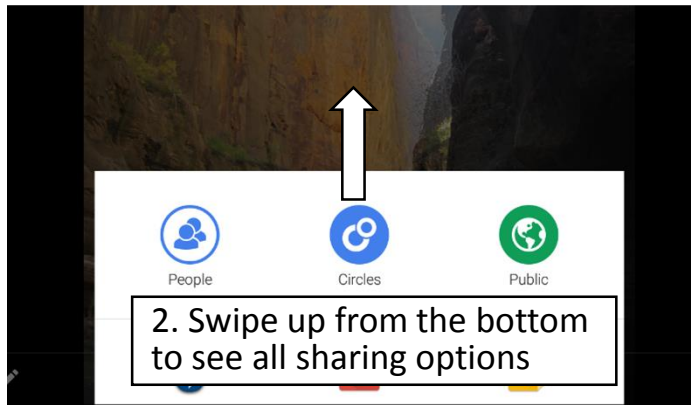 People
Circles
Public
2. Swipe up from the bottom
to see all sharing options